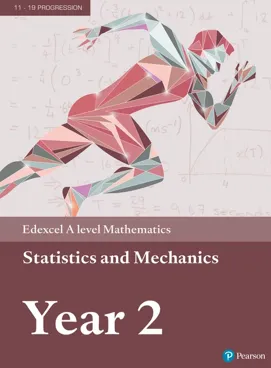 11 - 19 PROGRESSION
Edexcel A level Mathematics
Statistics and Mechanics
Year 2
Pearson